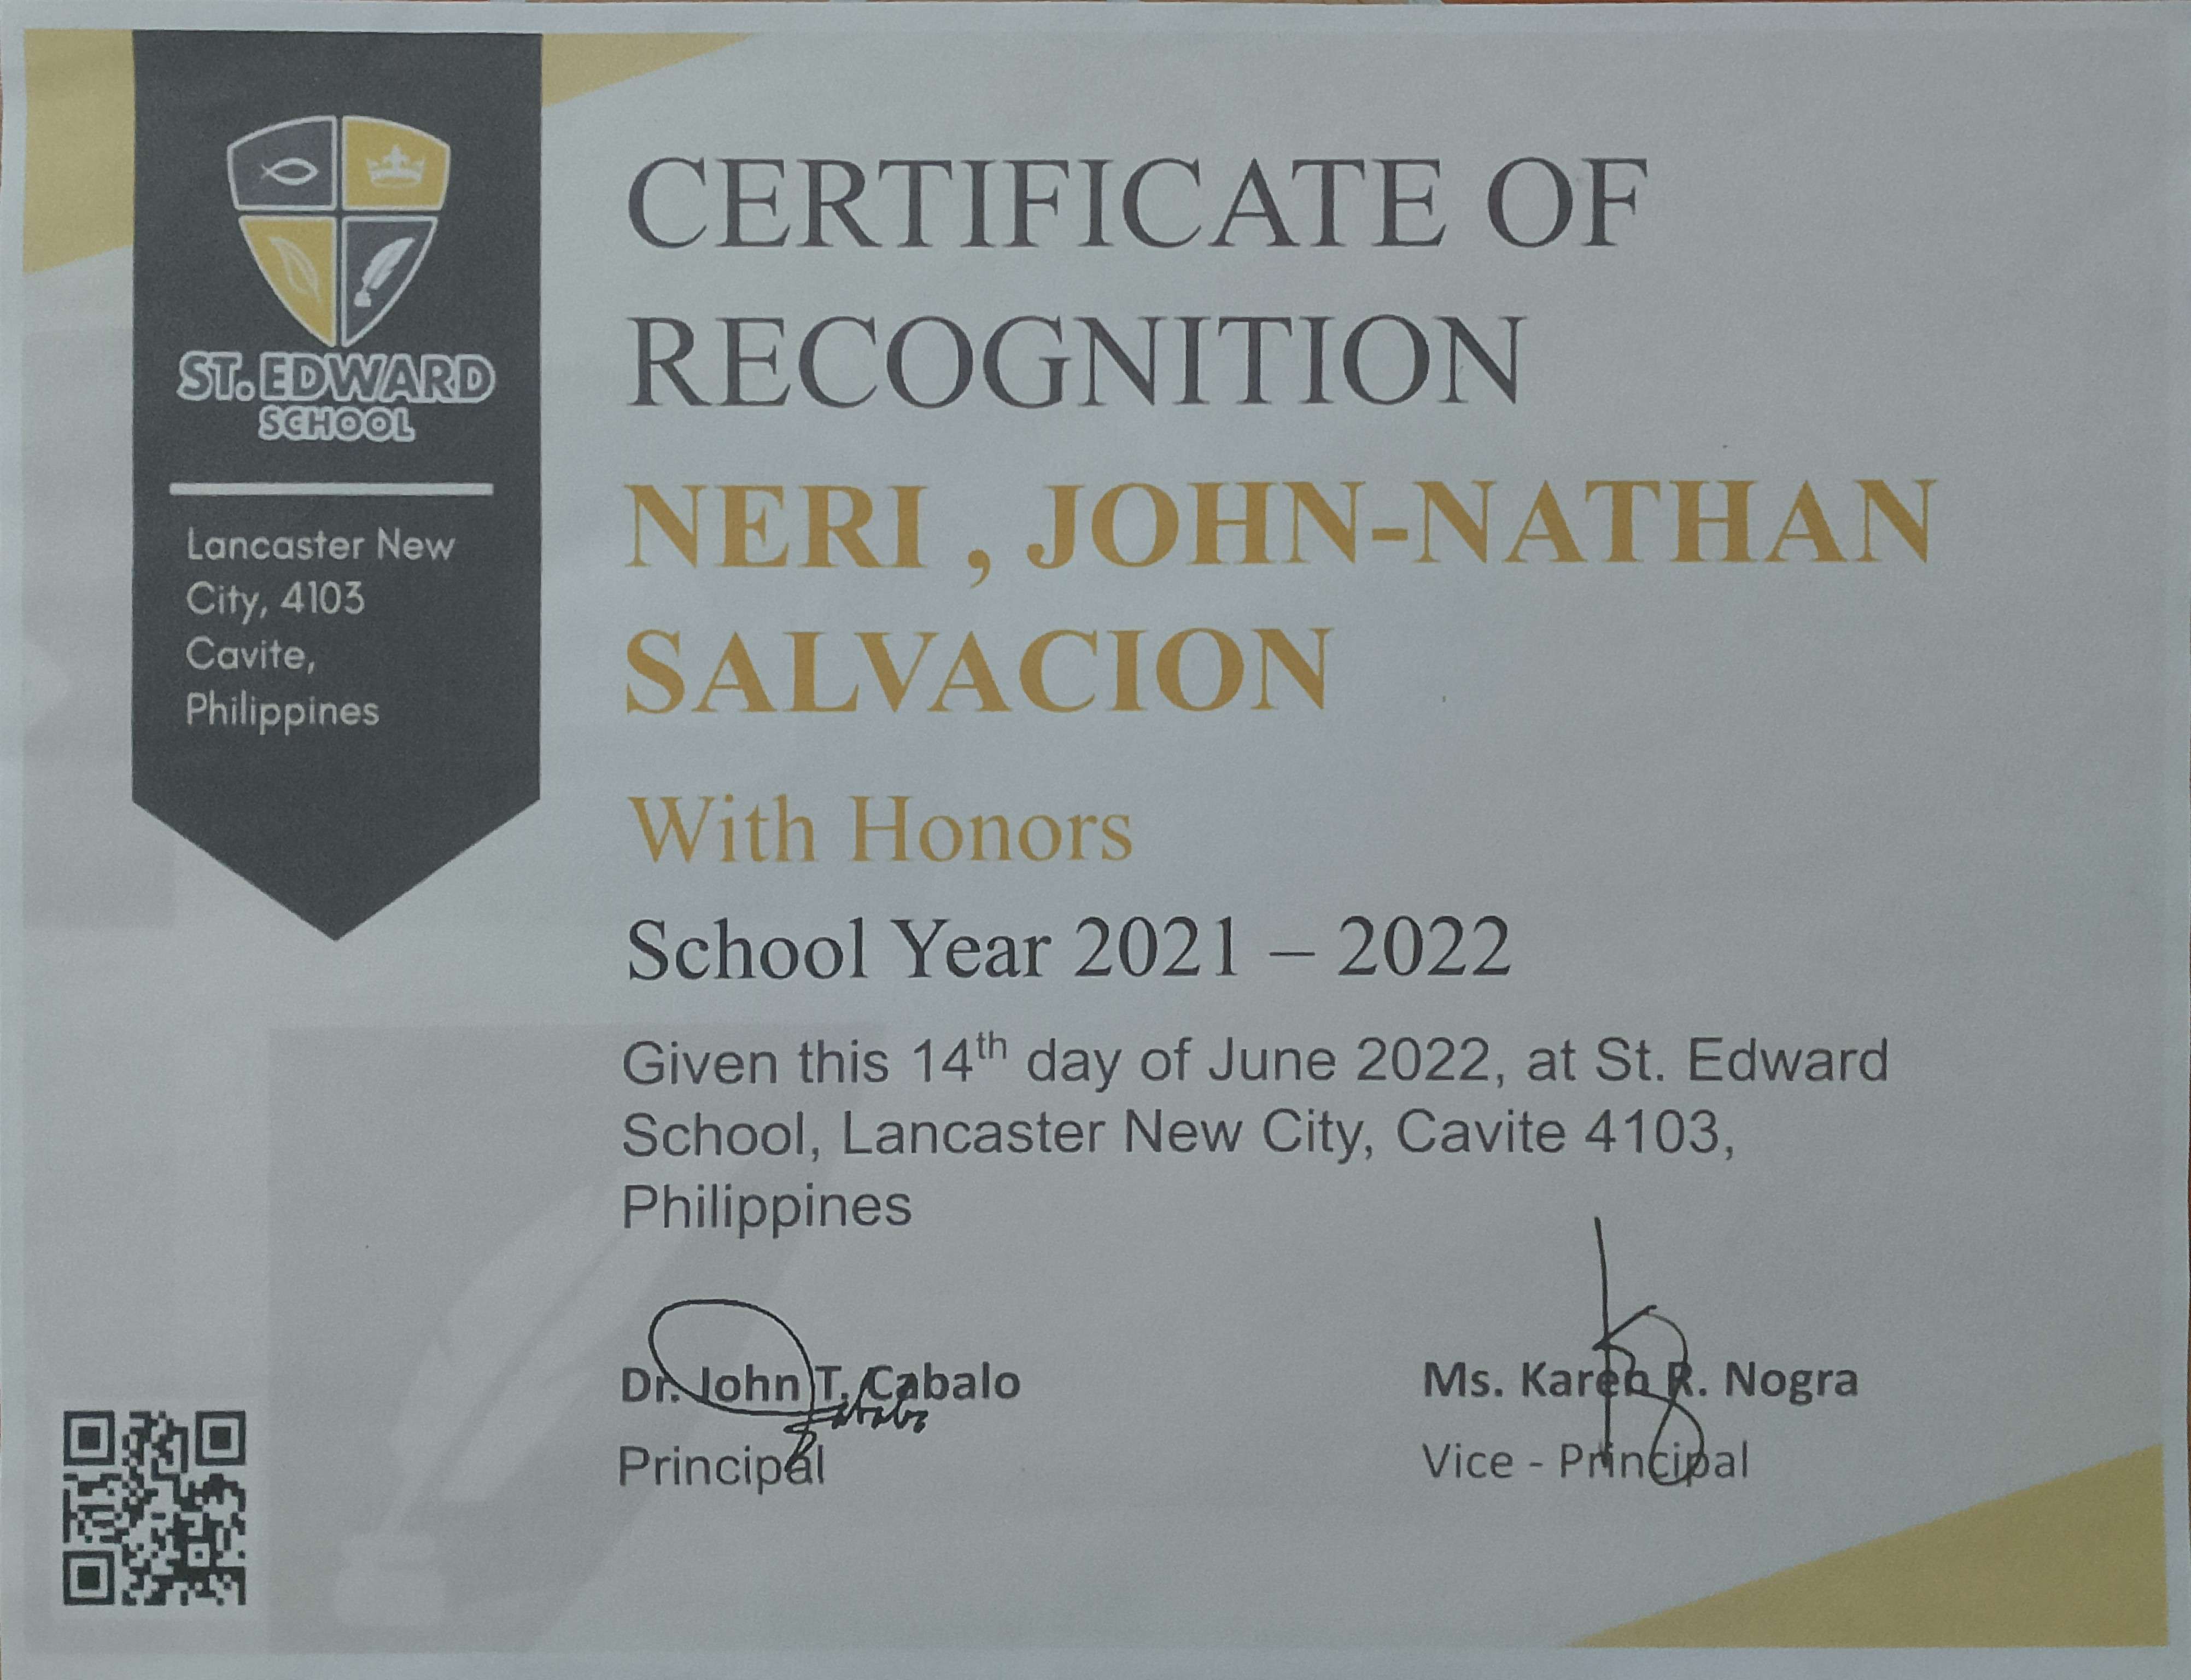 ST. EDWARD
SCHOOL
Lancaster New
City, 4103
Cavite,
Philippines
CERTIFICATE OF
RECOGNITION
NERI , JOHN-NATHAN
SALVACION
With Honors
School Year 2021 – 2022
Given this 14th day of June 2022, at St. Edward
School, Lancaster New City, Cavite 4103,
Philippines
Dr. John T. Cabalo
Principal
Ms. Karen R. Nogra
Vice - Principal